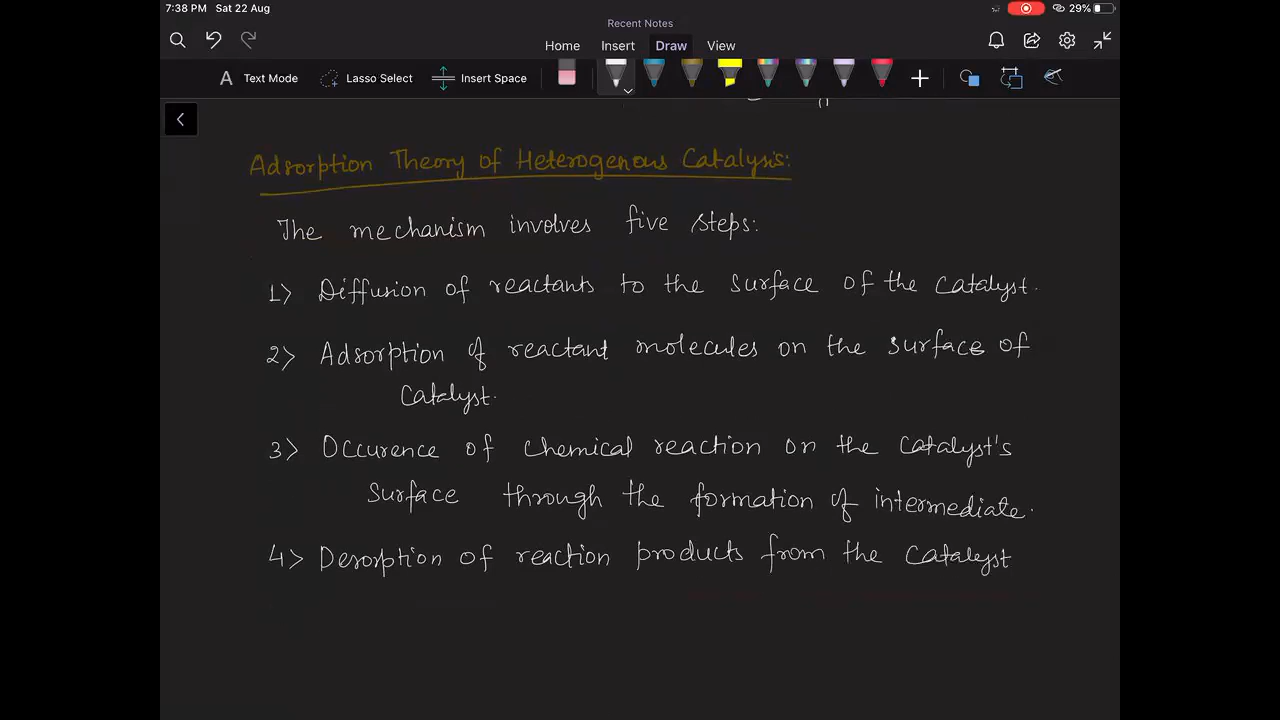 7:38 PM Sat 22 Aug
29%
Recent Notes
Home Insert Draw View
Text Mode Lasso Select Insert Space
Adsorption Theory of Heterogenous Catalysis:
The mechanism involves five steps:
1> Diffusion of reactants to the surface of the catalyst.
2> Adsorption of reactant molecules on the surface of
catalyst.
3> Occurence of chemical reaction on the catalyst's
surface through the formation of intermediate.
4> Desorption of reaction products from the catalyst